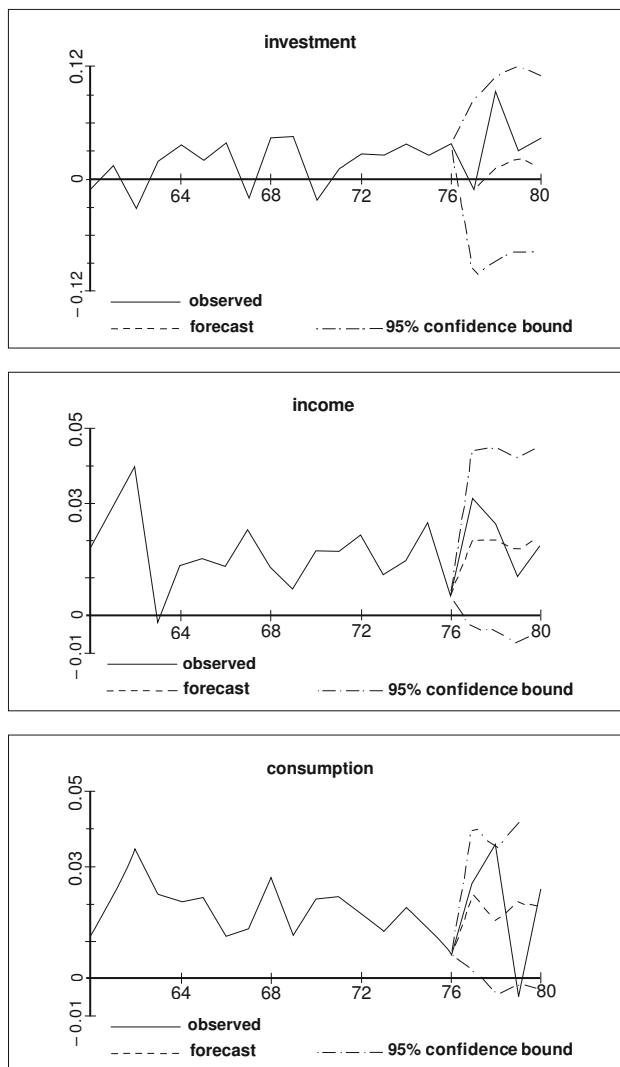 investment
0.12
0
64
68
72
76
80
−0.12
observed
forecast
95% confidence bound
income
0.05
0.03
0
64
68
72
76
80
−0.01
observed
forecast
95% confidence bound
consumption
0.05
0.03
0
64
68
72
76
80
−0.01
observed
forecast
95% confidence bound